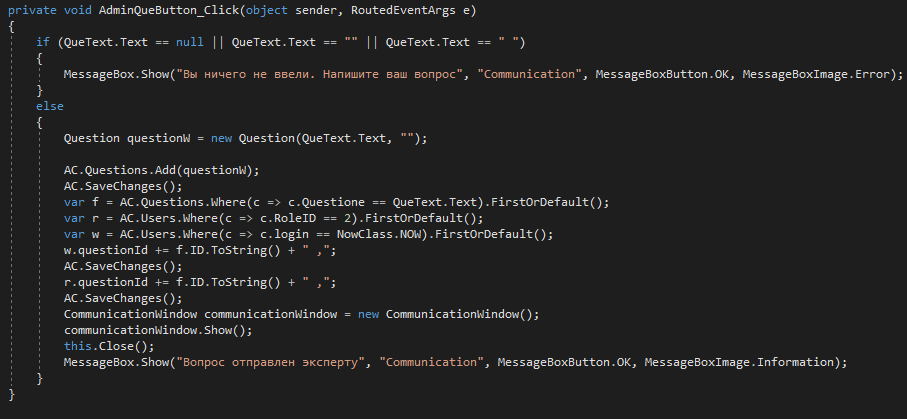 private void AdminQueButton_Click(object sender, RoutedEventArgs e)
{
if (QueText.Text == null || QueText.Text == "" || QueText.Text == " ")
{
MessageBox.Show("Вы ничего не ввели. Напишите ваш вопрос", "Communication", MessageBoxButton.OK, MessageBoxImage.Error);
}
else
{
Question questionW = new Question(QueText.Text, "");
AC.Questions.Add(questionW);
AC.SaveChanges();
var f = AC.Questions.Where(c => c.Questione == QueText.Text).FirstOrDefault();
var r = AC.Users.Where(c => c.RoleID == 2).FirstOrDefault();
var w = AC.Users.Where(c => c.login == NowClass.NOW).FirstOrDefault();
w.questionId += f.ID.ToString() + " ,";
AC.SaveChanges();
r.questionId += f.ID.ToString() + " ,";
AC.SaveChanges();
CommunicationWindow communicationWindow = new CommunicationWindow();
communicationWindow.Show();
this.Close();
MessageBox.Show("Вопрос отправлен эксперту", "Communication", MessageBoxButton.OK, MessageBoxImage.Information);
}
}